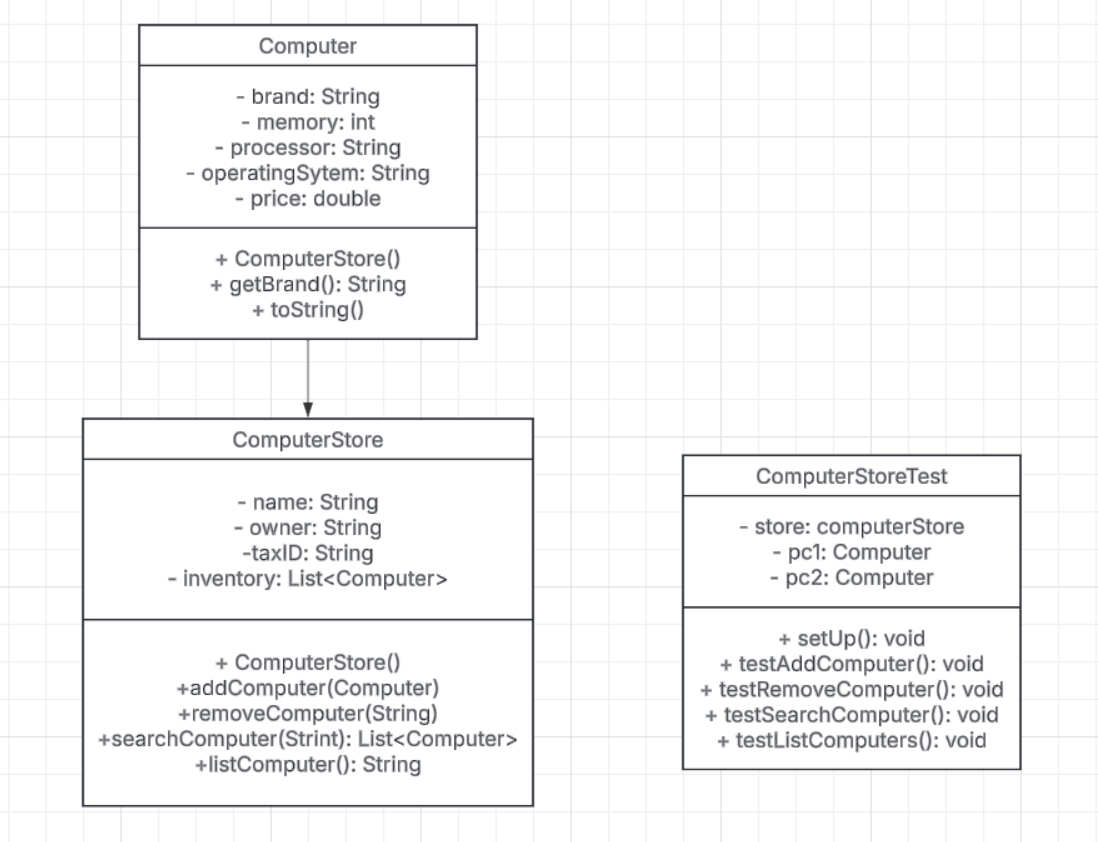 Computer
- brand: String
- memory: int
- processor: String
- operatingSytem: String
- price: double
+ ComputerStore()
+ getBrand(): String
+ toString()
ComputerStore
- name: String
- owner: String
-taxID: String
- inventory: List<Computer>
+ ComputerStore()
+addComputer(Computer)
+removeComputer(String)
+searchComputer(Strint): List<Computer>
+listComputer(): String
ComputerStoreTest
- store: computerStore
- pc1: Computer
- pc2: Computer
+ setUp(): void
+ testAddComputer(): void
+ testRemoveComputer(): void
+ testSearchComputer(): void
+ testListComputers(): void